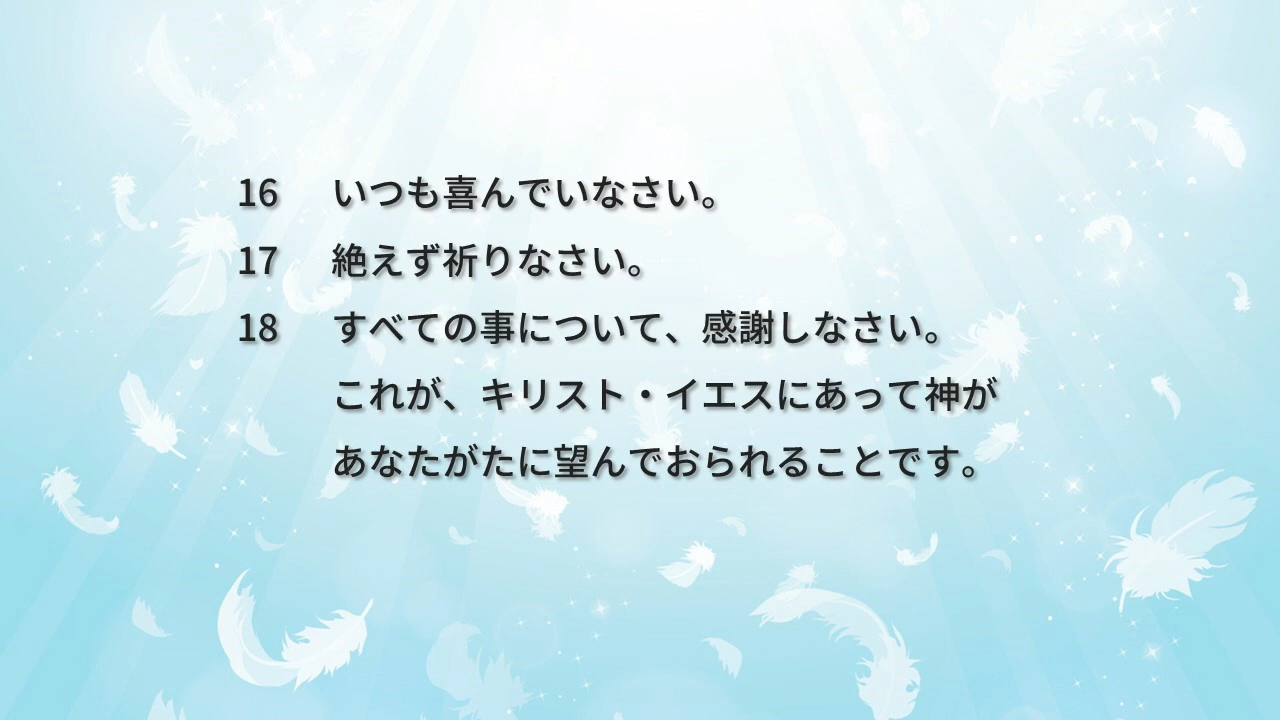 16 いつも喜んでいなさい。
17 絶えず祈りなさい。
18 すべての事について、感謝しなさい。
これが、キリスト・イエスにあって神が
あなたがたに望んでおられることです。